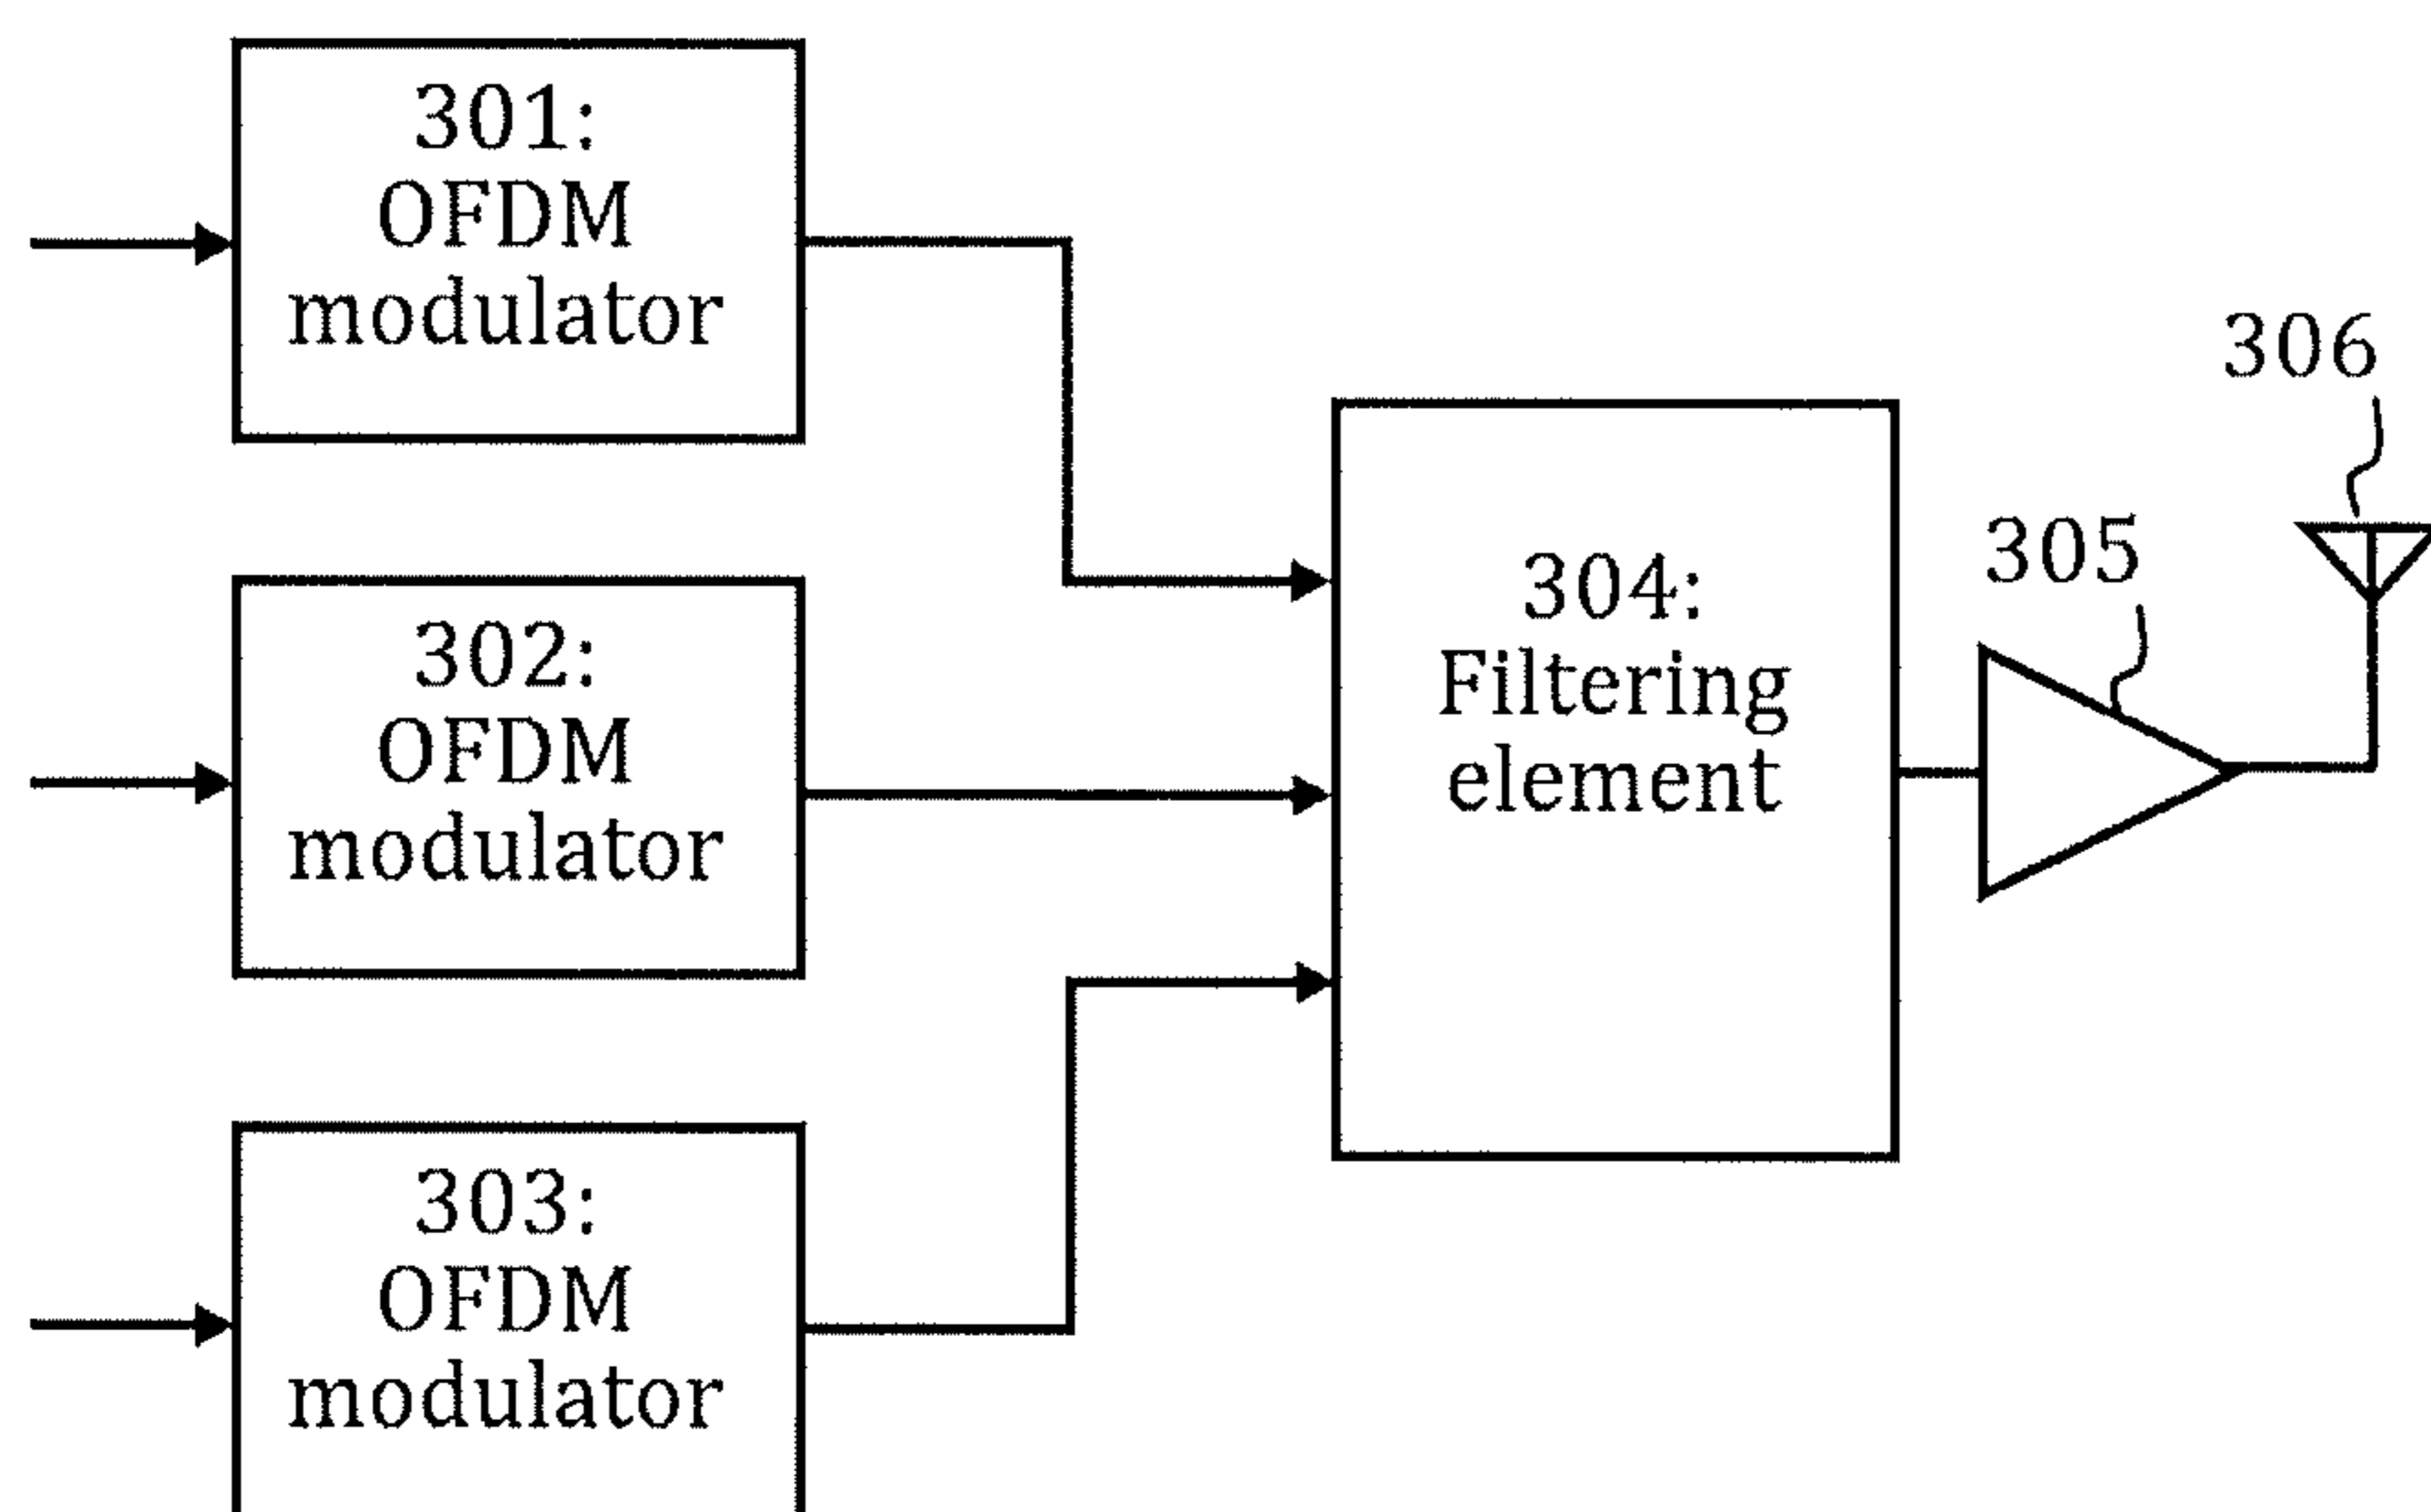 301:
OFDM
modulator
302:
OFDM
modulator
303:
OFDM
modulator
304:
Filtering
element
305
306